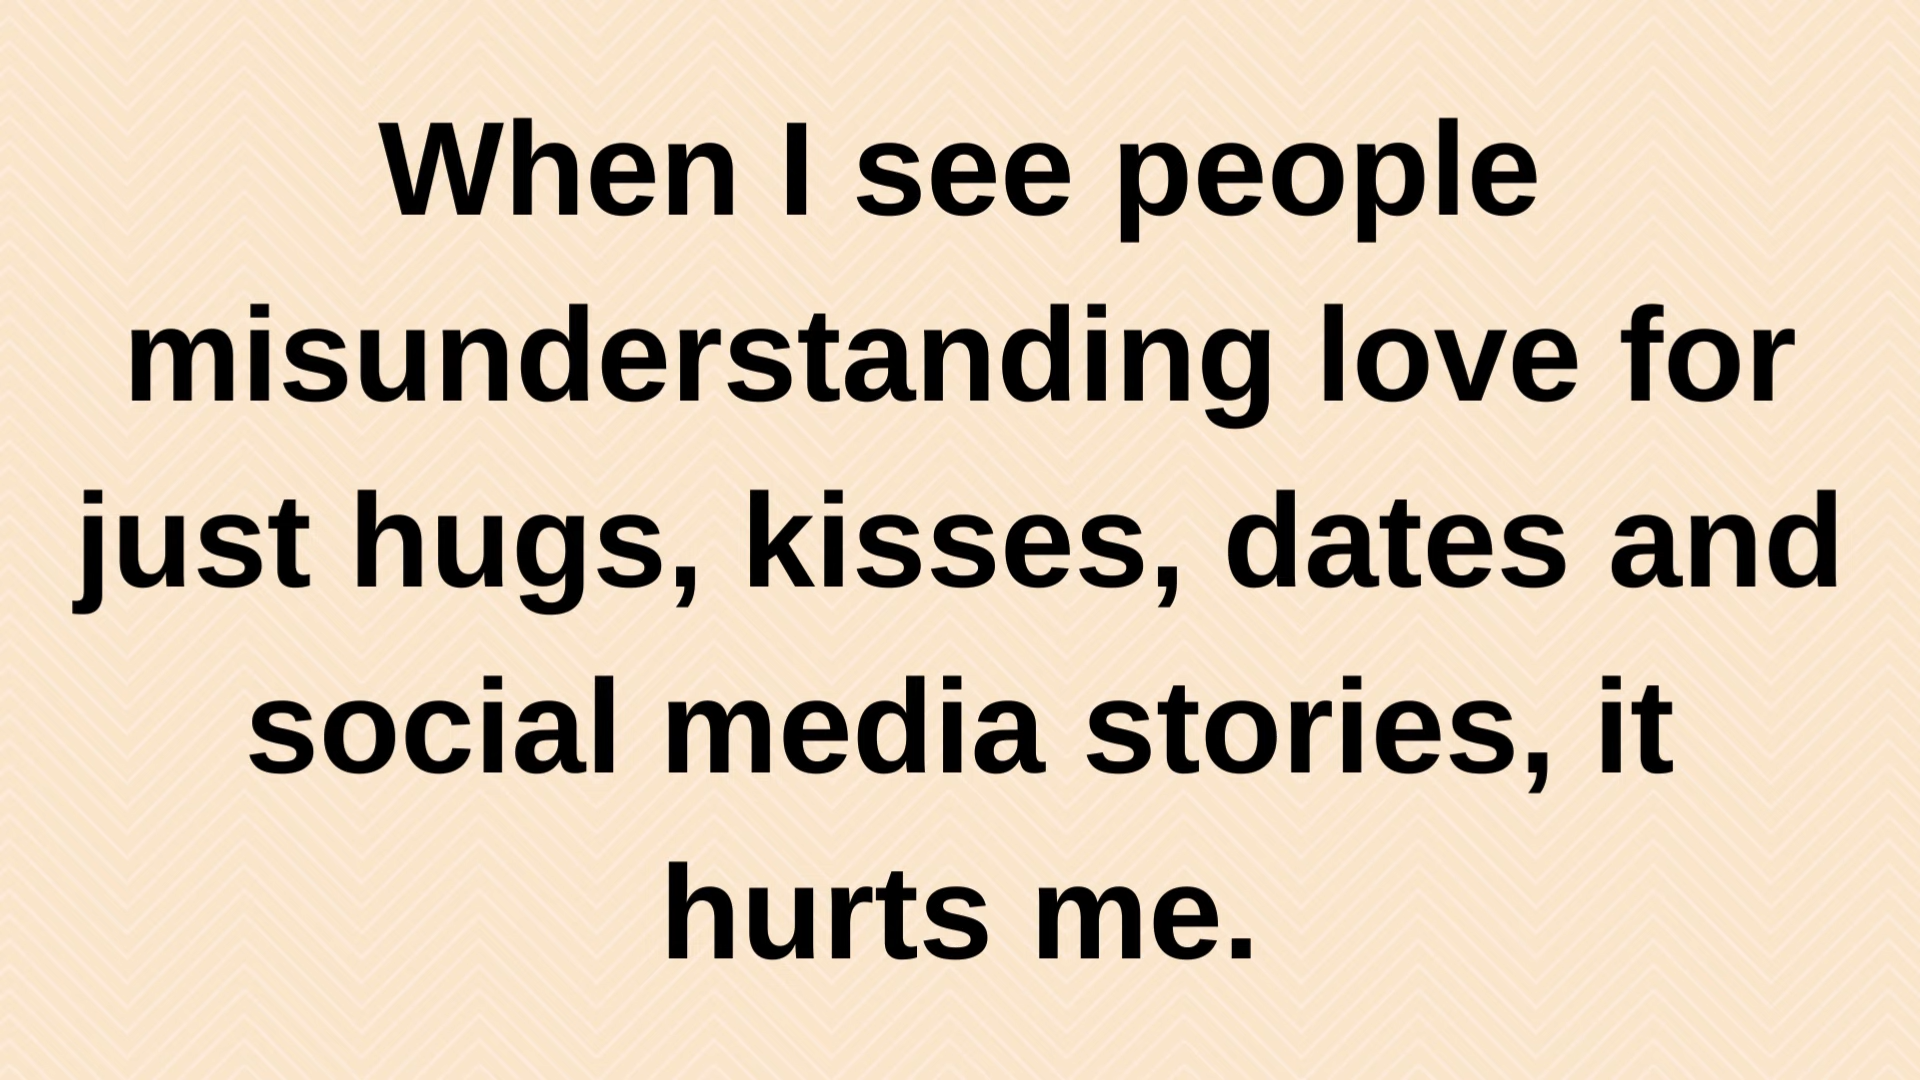 When I see people
misunderstanding love for
just hugs, kisses, dates and
social media stories, it
hurts me.